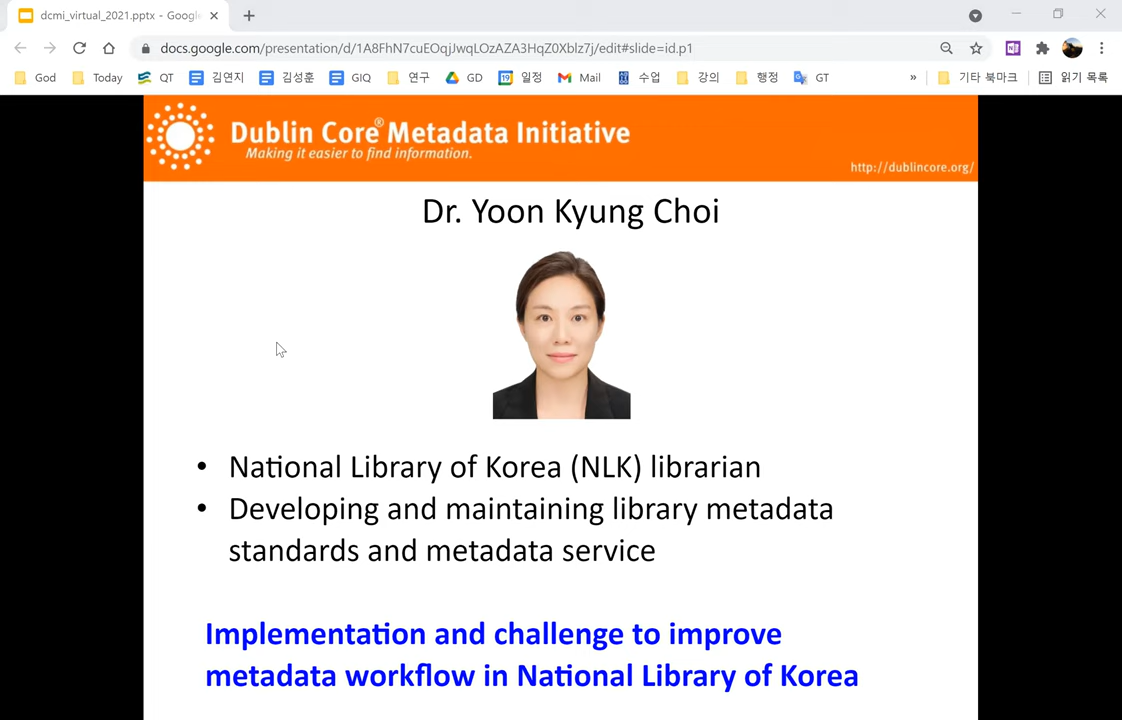 dcmi_virtual_2021.pptx - Google
docs.google.com/presentation/d/1A8FhN7cuEOqjJwqLOzAZA3HqZ0Xblz7j/edit#slide=id.p1
God Today QT 김연지 김성훈 GIQ 연구 GD 19 일정 Mail 수업 강의 행정 GT » 기타 북마크 읽기 목록
Dublin Core® Metadata Initiative
Making it easier to find information.
http://dublincore.org/
Dr. Yoon Kyung Choi
• National Library of Korea (NLK) librarian
• Developing and maintaining library metadata
standards and metadata service
Implementation and challenge to improve
metadata workflow in National Library of Korea